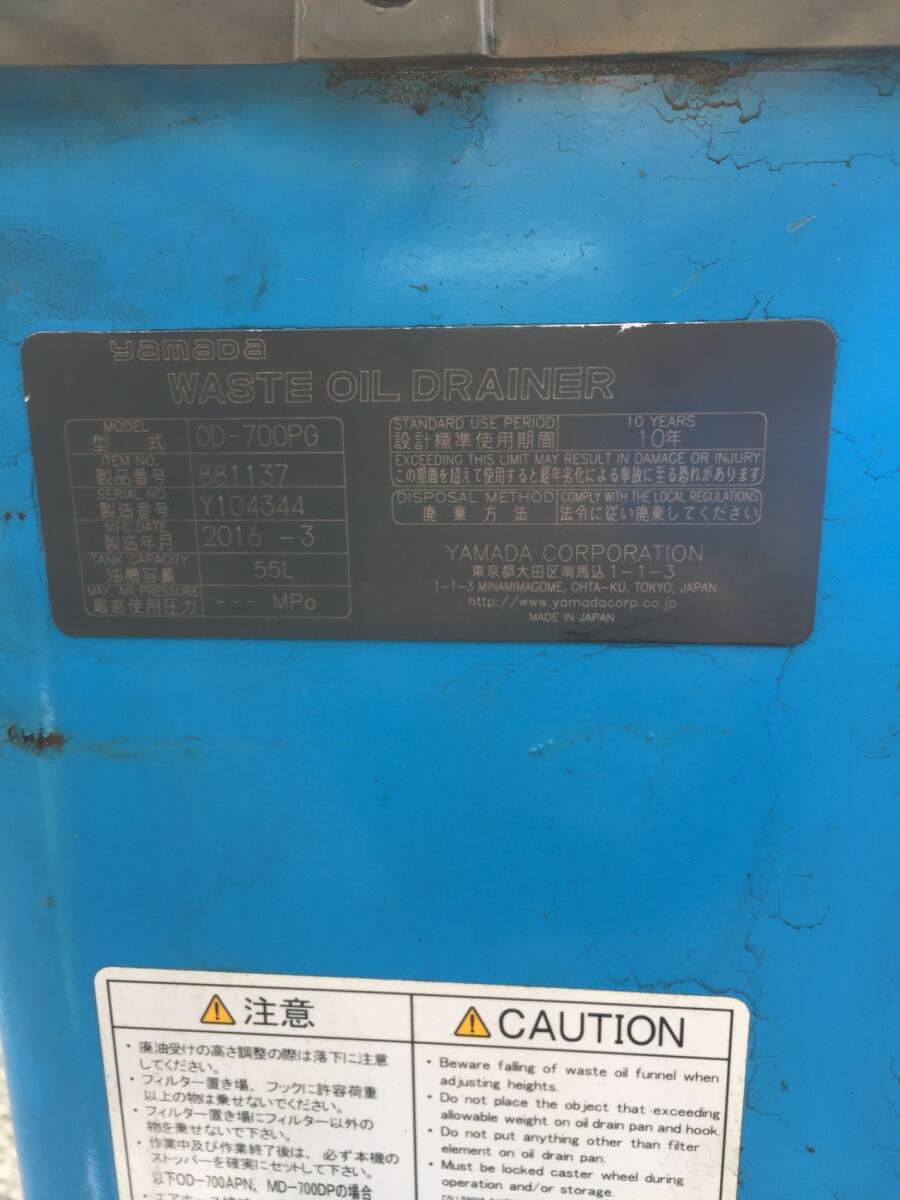 yamada
WASTE OIL DRAINER
MODEL
型 式 OD-700PG
ITEM NO.
製品番号 881137
SERIAL NO.
製造番号 Y104344
MFG.DATE
製造年月 2016 -3
TANK CAPACITY
油槽容量 55L
MAX. AIR PRESSURE
最高使用圧力 --- MPa
STANDARD USE PERIOD 10 YEARS
設計標準使用期間 10年
EXCEEDING THIS LIMIT MAY RESULT IN DAMAGE OR INJURY
この期間を超えて使用すると経年劣化による事故に至る恐れがあります
DISPOSAL METHOD COMPLY WITH THE LOCAL REGULATIONS
廃棄方法 法令に従い廃棄してください
YAMADA CORPORATION
東京都大田区南馬込1-1-3
1-1-3 MINAMIMAGOME, OHTA-KU, TOKYO, JAPAN
http://www.yamadacorp.co.jp
MADE IN JAPAN
注意
・廃油受けの高さ調整の際は落下に注意
してください。
・フィルター置き場、フックに許容荷重
以上の物は乗せないでください。
・フィルター置き場にフィルター以外の
物を乗せないで下さい。
・作業中及び作業終了後は、必ず本機の
ストッパーを確実にセットして下さい。
以下OD-700APN、MD-700DPの場合
CAUTION
• Beware falling of waste oil funnel when
adjusting heights.
• Do not place the object that exceeding
allowable weight on oil drain pan and hook.
• Do not put anything other than filter
element on oil drain pan.
• Must be locked caster wheel during
operation and/or storage.